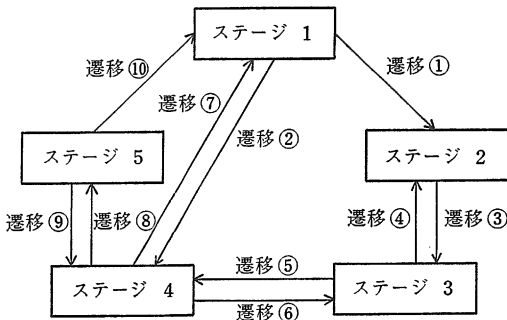 ステージ 1
遷移⑩
遷移①
遷移⑦
遷移②
ステージ 5
ステージ 2
遷移⑨
遷移⑧
遷移④
遷移③
遷移⑤
ステージ 4
ステージ 3
遷移⑥